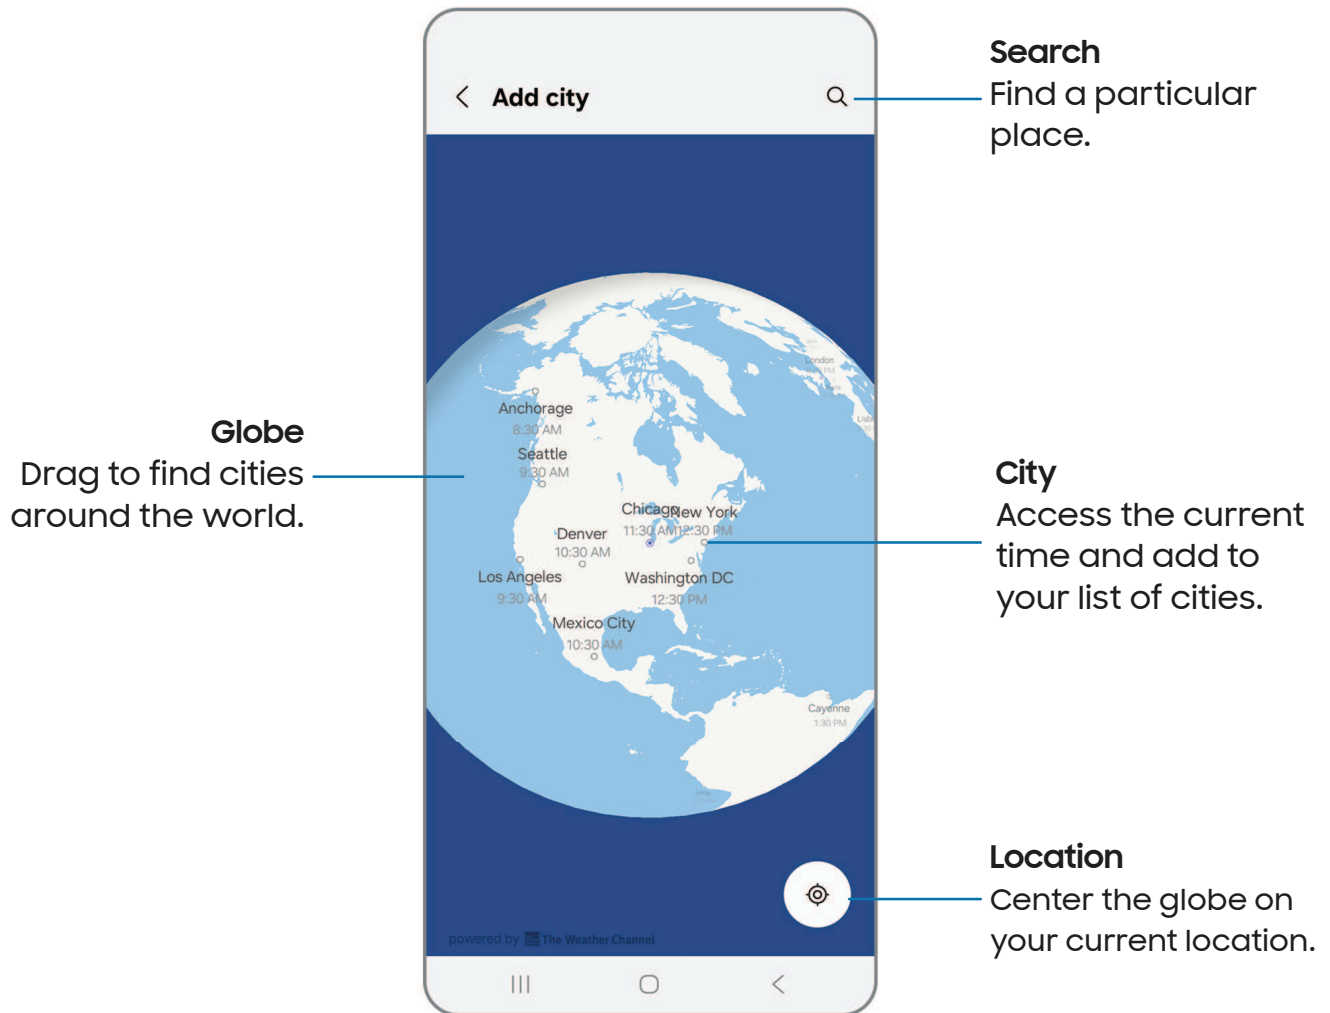 Add city
Search
Find a particular
place.
London
Anchorage
8:30 AM
Seattle
9:30 AM
Globe
Drag to find cities
around the world.
Chicago
New York
11:30 AM
12:30 PM
Denver
10:30 AM
City
Access the current
time and add to
your list of cities.
Los Angeles
9:30 AM
Washington DC
12:30 PM
Mexico City
10:30 AM
Cayenne
1:30 PM
Location
Center the globe on
your current location.
powered by The Weather Channel